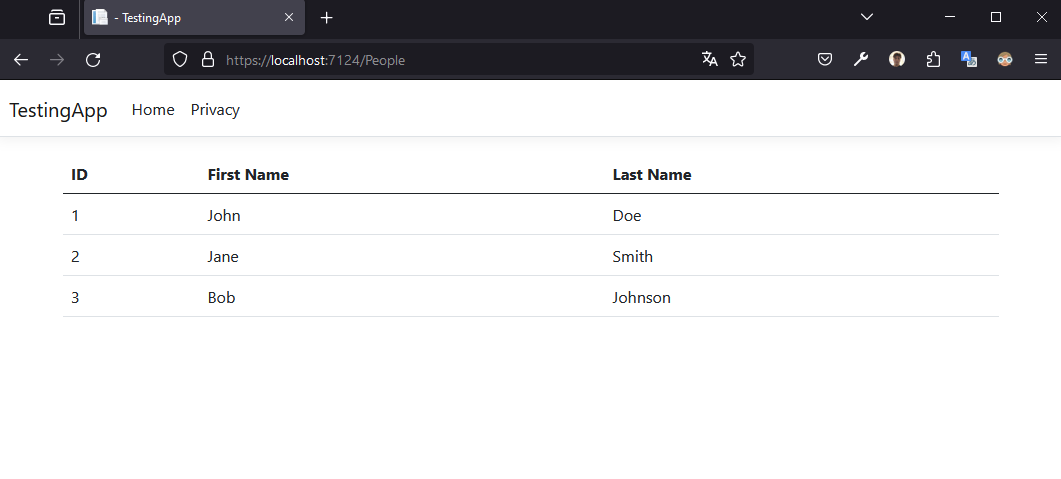 - TestingApp
https://localhost:7124/People
TestingApp Home Privacy
ID First Name Last Name
1 John Doe
2 Jane Smith
3 Bob Johnson